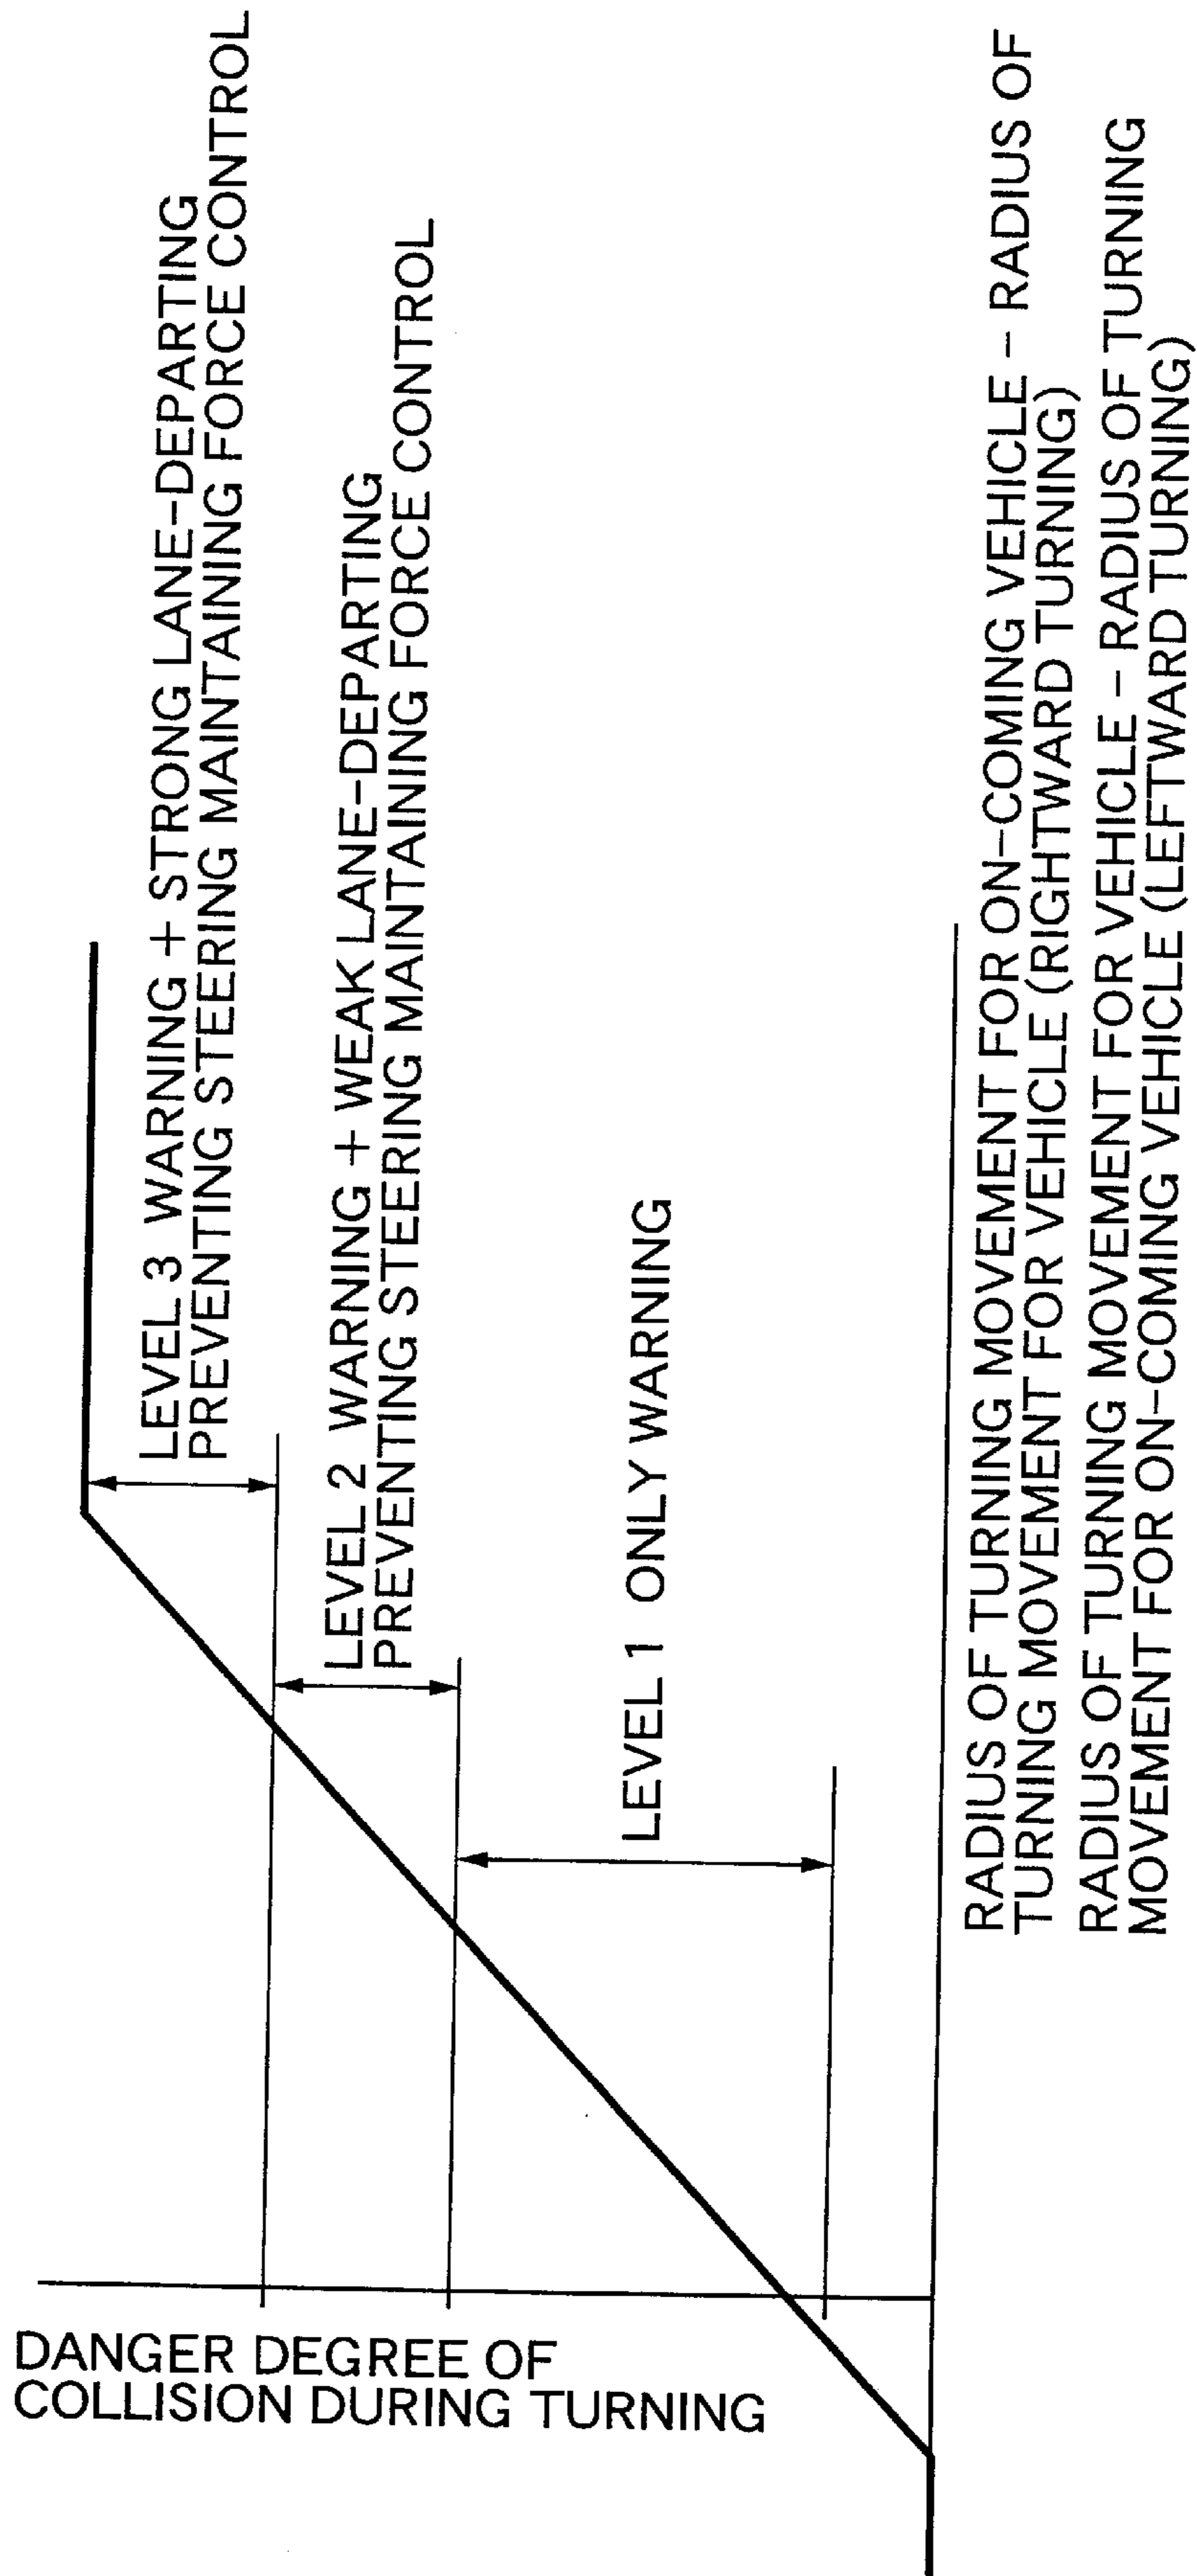 DANGER DEGREE OF
COLLISION DURING TURNING
LEVEL 3 WARNING + STRONG LANE-DEPARTING
PREVENTING STEERING MAINTAINING FORCE CONTROL
LEVEL 2 WARNING + WEAK LANE-DEPARTING
PREVENTING STEERING MAINTAINING FORCE CONTROL
LEVEL 1 ONLY WARNING
RADIUS OF TURNING MOVEMENT FOR ON-COMING VEHICLE - RADIUS OF
TURNING MOVEMENT FOR VEHICLE (RIGHTWARD TURNING)
RADIUS OF TURNING MOVEMENT FOR VEHICLE - RADIUS OF TURNING
MOVEMENT FOR ON-COMING VEHICLE (LEFTWARD TURNING)